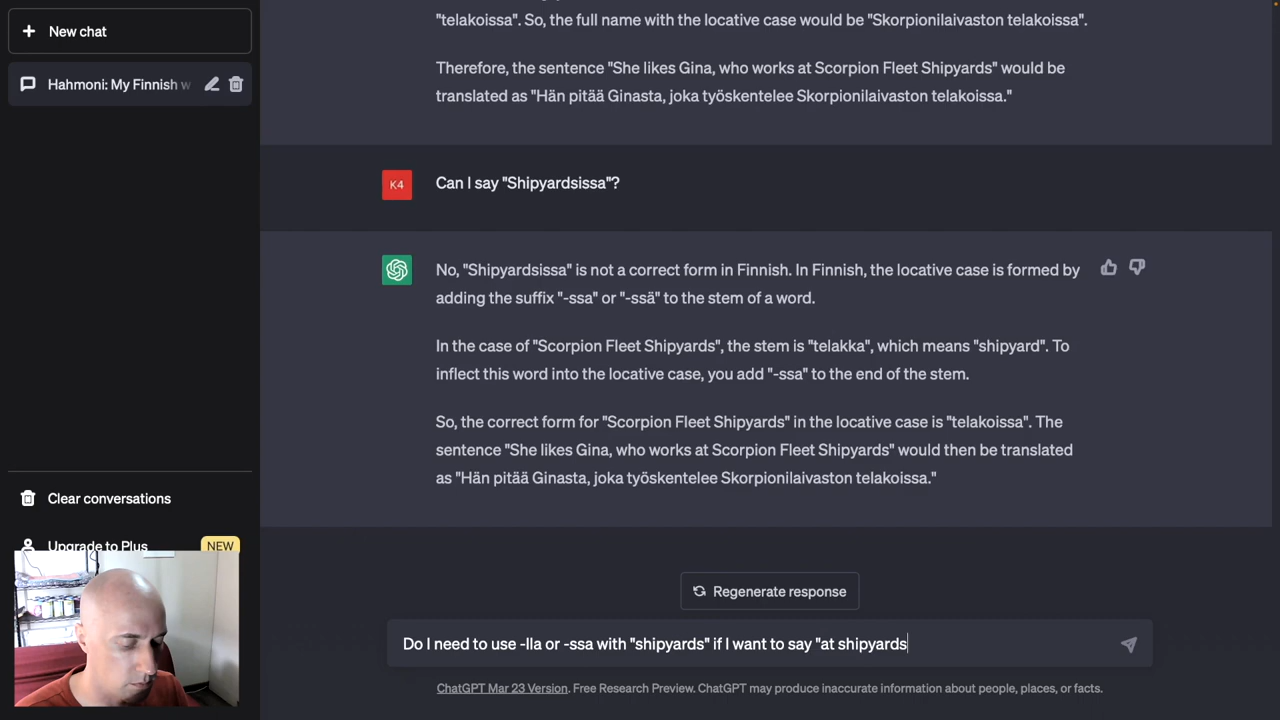 "telakoissa". So, the full name with the locative case would be "Skorpionilaivaston telakoissa".
New chat
Hahmoni: My Finnish w
Therefore, the sentence "She likes Gina, who works at Scorpion Fleet Shipyards" would be
translated as "Hän pitää Ginasta, joka työskentelee Skorpionilaivaston telakoissa."
K4
Can I say "Shipyardsissa"?
No, "Shipyardsissa" is not a correct form in Finnish. In Finnish, the locative case is formed by
adding the suffix "-ssa" or "-ssä" to the stem of a word.
In the case of "Scorpion Fleet Shipyards", the stem is "telakka", which means "shipyard". To
inflect this word into the locative case, you add "-ssa" to the end of the stem.
So, the correct form for "Scorpion Fleet Shipyards" in the locative case is "telakoissa". The
sentence "She likes Gina, who works at Scorpion Fleet Shipyards" would then be translated
as "Hän pitää Ginasta, joka työskentelee Skorpionilaivaston telakoissa."
Clear conversations
Upgrade to Plus NEW
Regenerate response
Do I need to use -lla or -ssa with "shipyards" if I want to say "at shipyards
ChatGPT Mar 23 Version. Free Research Preview. ChatGPT may produce inaccurate information about people, places, or facts.